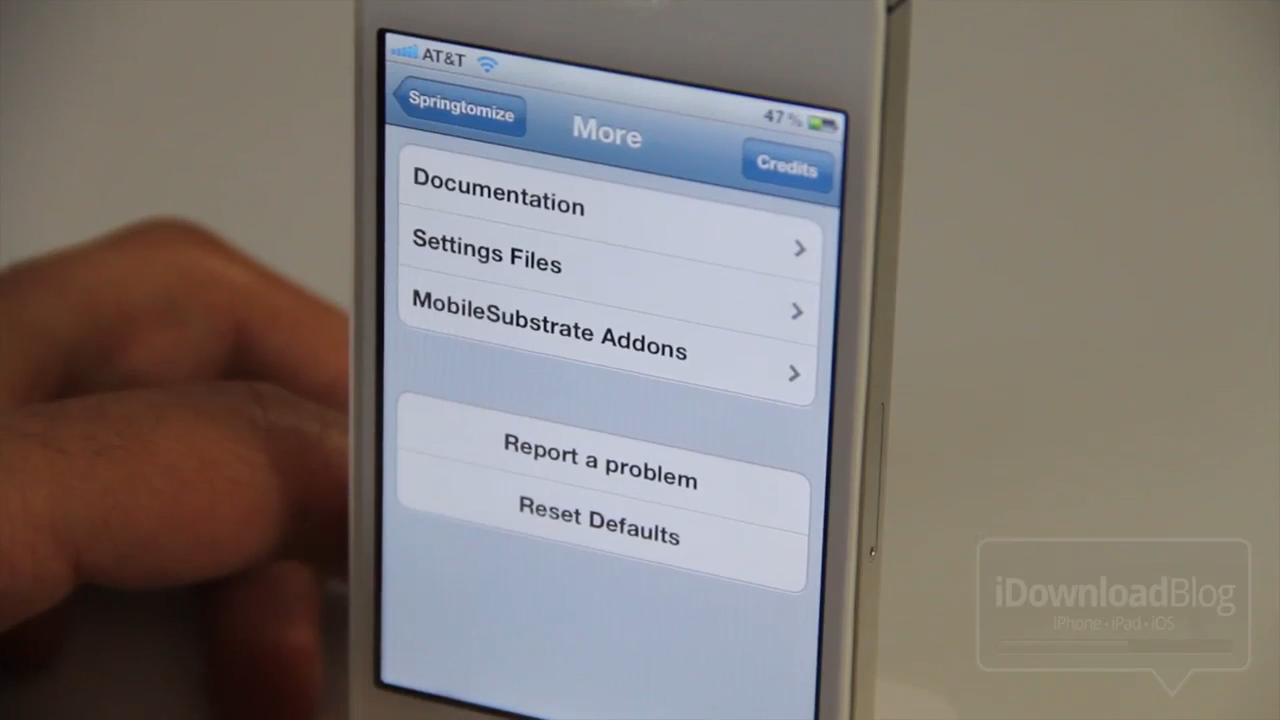 AT&T
47%
Springtomize
More
Credits
Documentation
Settings Files
MobileSubstrate Addons
Report a problem
Reset Defaults
iDownloadBlog
iPhone • iPad • iOS